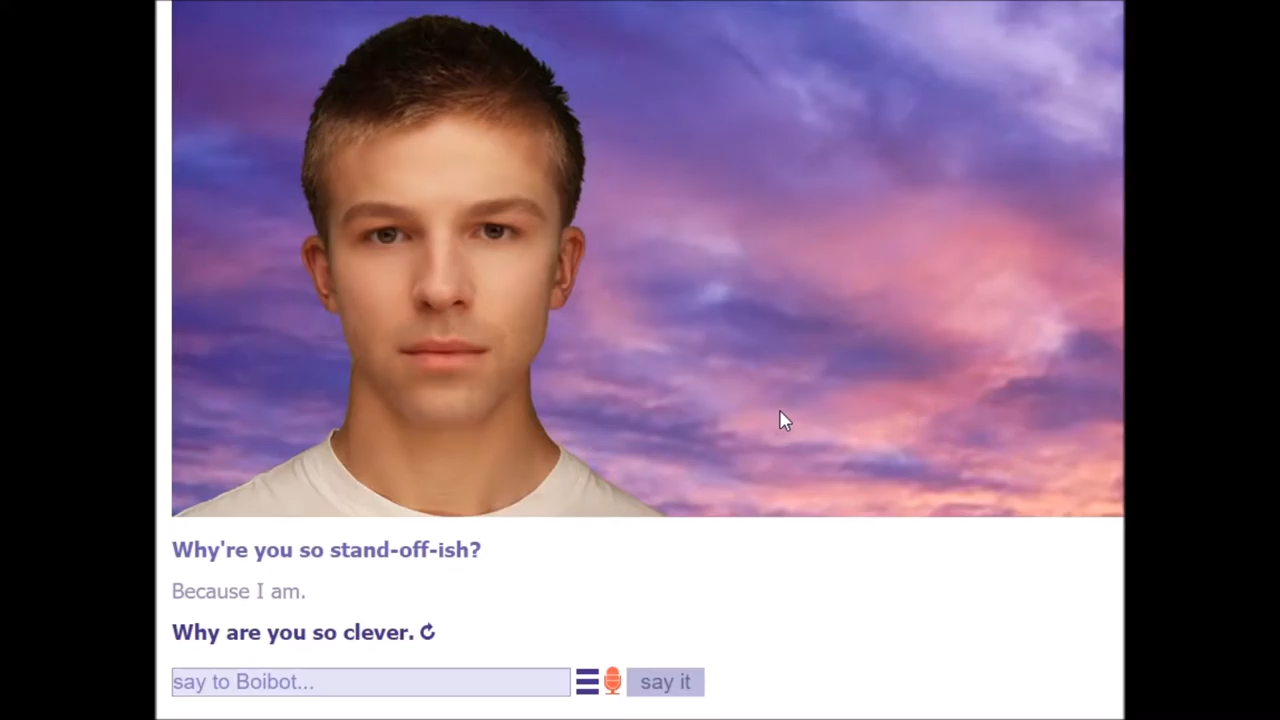 Why're you so stand-off-ish?
Because I am.
Why are you so clever.
say to Boibot... say it